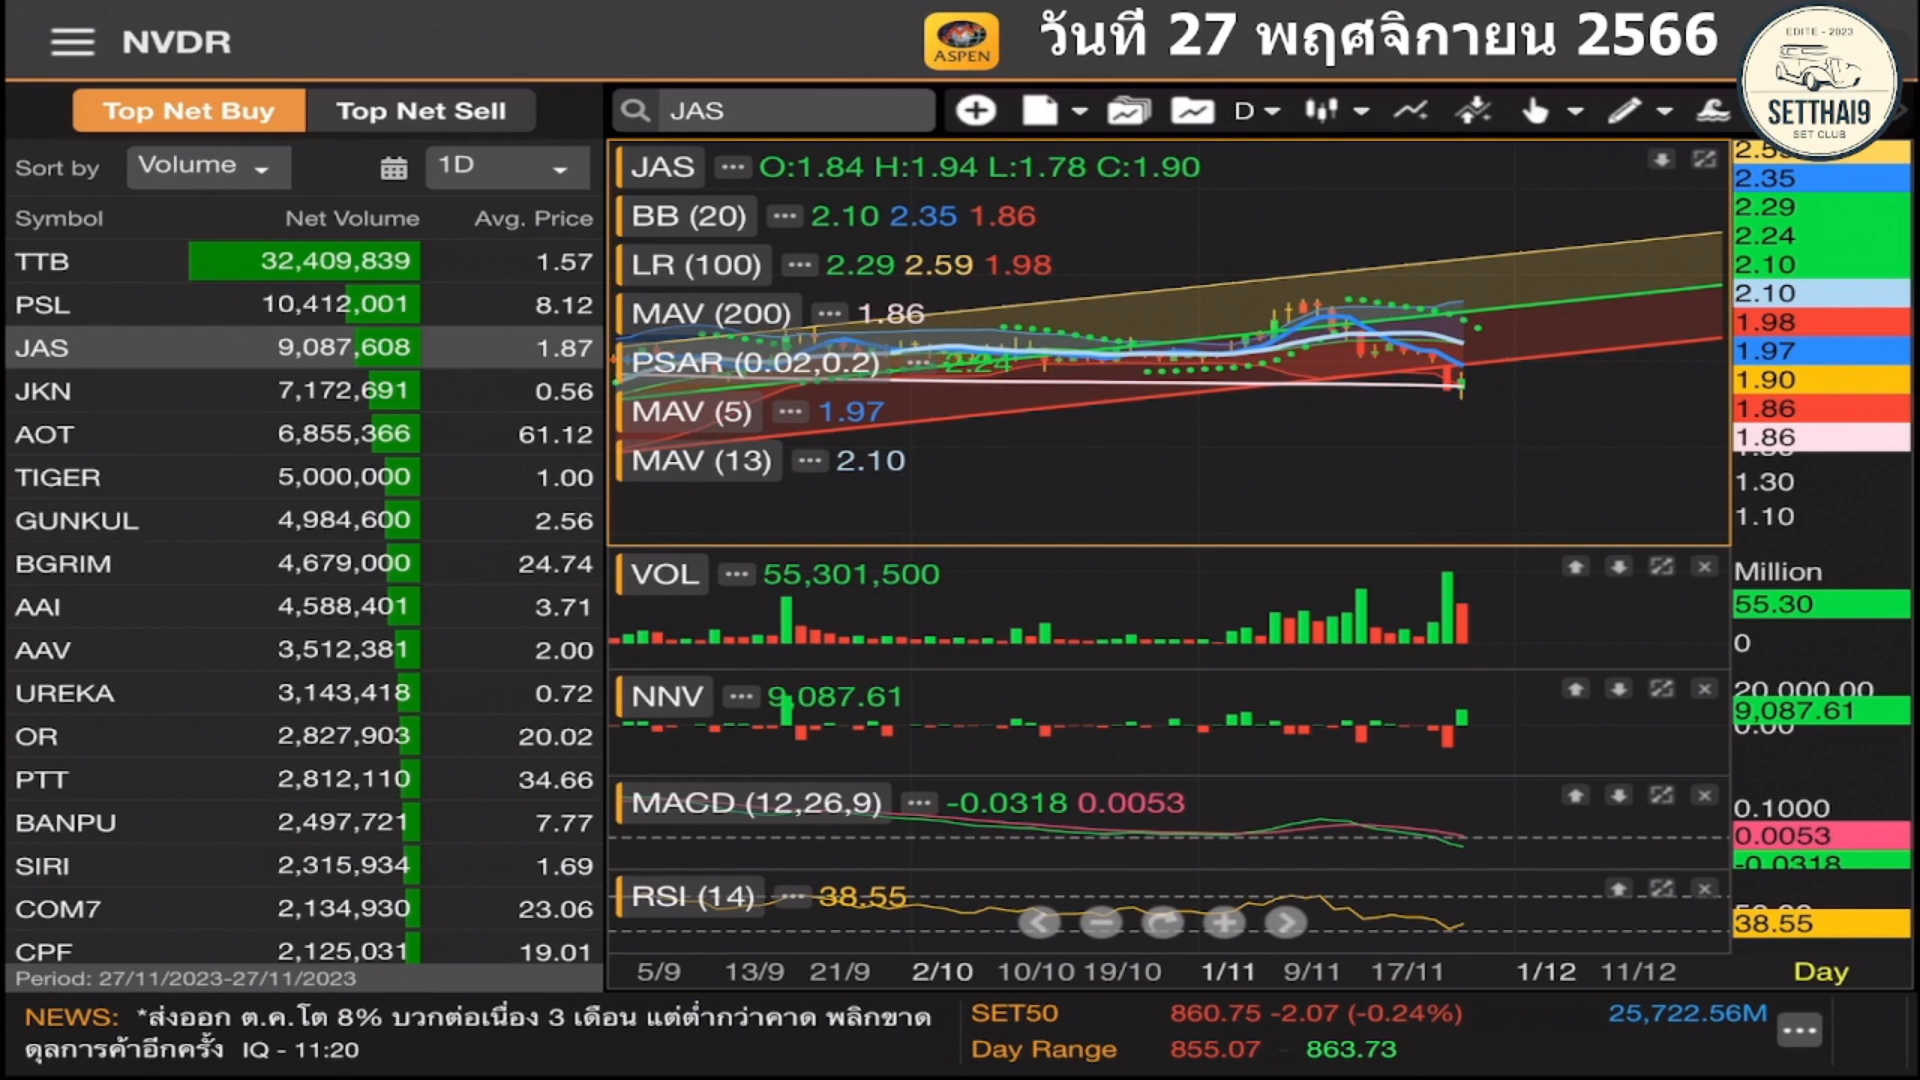 NVDR
ASPEN
วันที่ 27 พฤศจิกายน 2566
EDITE - 2023
SETTHAI9
SET CLUB
Top Net Buy Top Net Sell
Sort by Volume 1D
Symbol Net Volume Avg. Price
TTB 32,409,839 1.57
PSL 10,412,001 8.12
JAS 9,087,608 1.87
JKN 7,172,691 0.56
AOT 6,855,366 61.12
TIGER 5,000,000 1.00
GUNKUL 4,984,600 2.56
BGRIM 4,679,000 24.74
AAI 4,588,401 3.71
AAV 3,512,381 2.00
UREKA 3,143,418 0.72
OR 2,827,903 20.02
PTT 2,812,110 34.66
BANPU 2,497,721 7.77
SIRI 2,315,934 1.69
COM7 2,134,930 23.06
CPF 2,125,031 19.01
Period: 27/11/2023-27/11/2023
JAS
D
JAS O:1.84 H:1.94 L:1.78 C:1.90
BB (20) 2.10 2.35 1.86
LR (100) 2.29 2.59 1.98
MAV (200) 1.86
PSAR (0.02,0.2) 2.24
MAV (5) 1.97
MAV (13) 2.10
2.35
2.29
2.24
2.10
2.10
1.98
1.97
1.90
1.86
1.86
1.30
1.10
VOL 55,301,500
Million
55.30
0
NNV 9,087.61
20,000.00
9,087.61
0.00
MACD (12,26,9) -0.0318 0.0053
0.1000
0.0053
-0.0318
RSI (14) 38.55
38.55
5/9 13/9 21/9 2/10 10/10 19/10 1/11 9/11 17/11 1/12 11/12 Day
NEWS: *ส่งออก ต.ค.โต 8% บวกต่อเนื่อง 3 เดือน แต่ต่ำกว่าคาด พลิกขาด
ดุลการค้าอีกครั้ง IQ - 11:20
SET50 860.75 -2.07 (-0.24%) 25,722.56M
Day Range 855.07 - 863.73